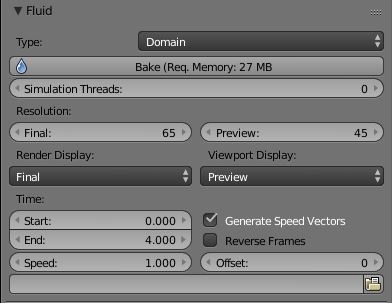 Fluid
Type: Domain
Bake (Req. Memory: 27 MB
Simulation Threads: 0
Resolution:
Final: 65 Preview: 45
Render Display: Viewport Display:
Final Preview
Time:
Start: 0.000 Generate Speed Vectors
End: 4.000 Reverse Frames
Speed: 1.000 Offset: 0